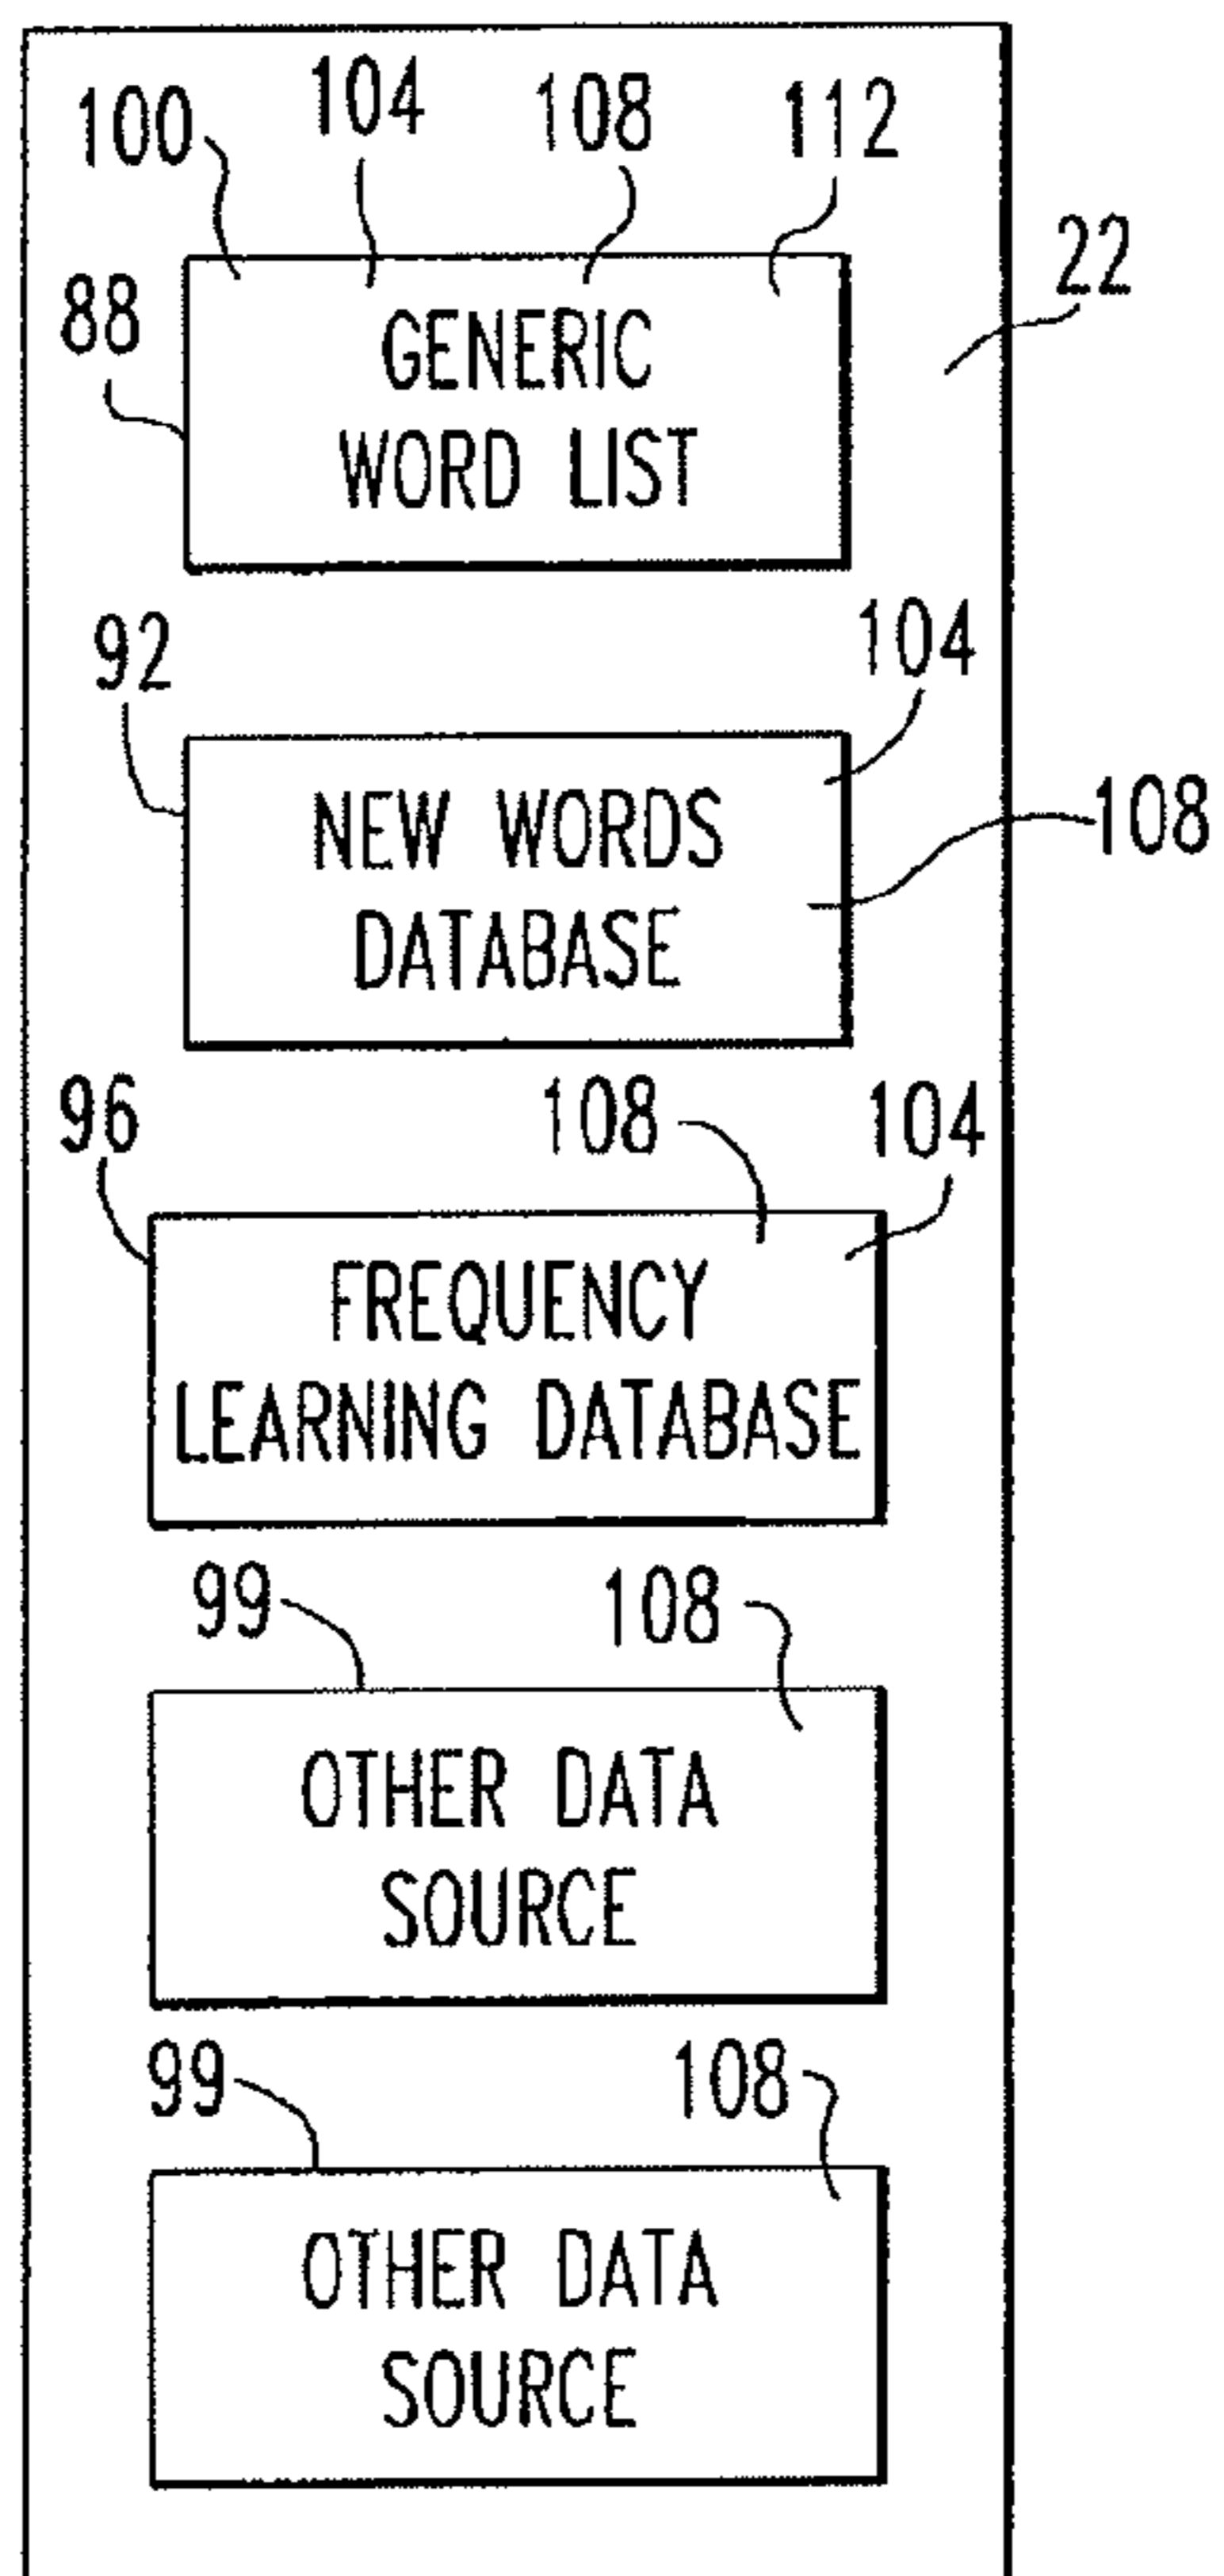 100 104 108 112
22
88
GENERIC
WORD LIST
92
104
NEW WORDS
108
DATABASE
96
108
104
FREQUENCY
LEARNING DATABASE
99
108
OTHER DATA
SOURCE
99
108
OTHER DATA
SOURCE